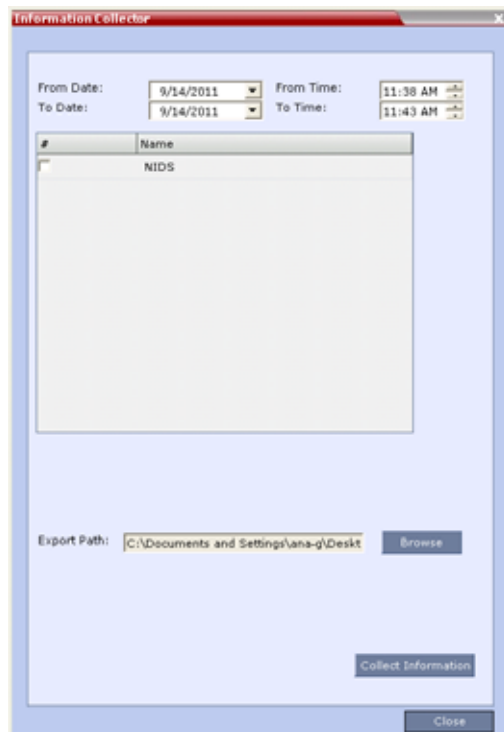 Information Collector X
From Date: 9/14/2011 From Time: 11:38 AM
To Date: 9/14/2011 To Time: 11:43 AM
# Name
NIDS
Export Path: C:\Documents and Settings\ana-g\Deskt Browse
Collect Information
Close